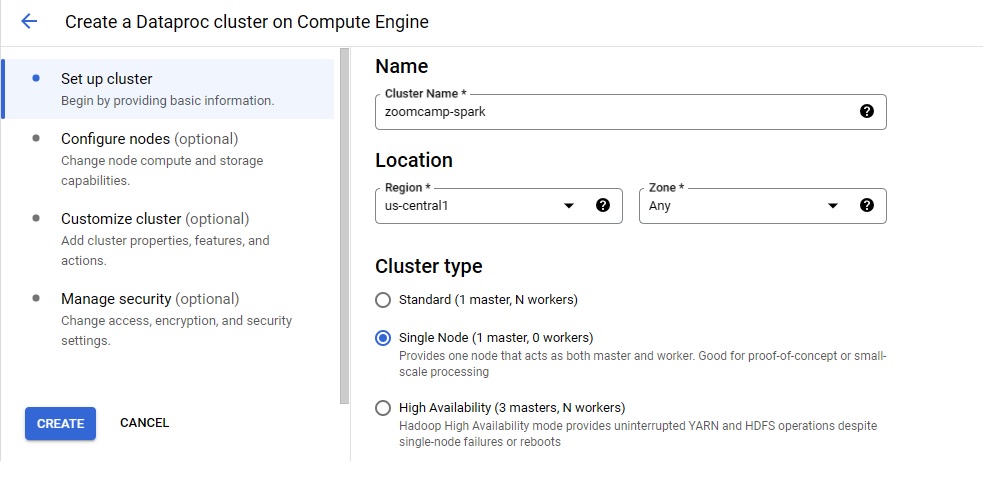 Create a Dataproc cluster on Compute Engine
Set up cluster
Begin by providing basic information.
Configure nodes (optional)
Change node compute and storage
capabilities.
Customize cluster (optional)
Add cluster properties, features, and
actions.
Manage security (optional)
Change access, encryption, and security
settings.
CREATE
CANCEL
Name
Cluster Name *
zoomcamp-spark
Location
Region *
us-central1
Zone *
Any
Cluster type
Standard (1 master, N workers)
Single Node (1 master, 0 workers)
Provides one node that acts as both master and worker. Good for proof-of-concept or small-
scale processing
High Availability (3 masters, N workers)
Hadoop High Availability mode provides uninterrupted YARN and HDFS operations despite
single-node failures or reboots